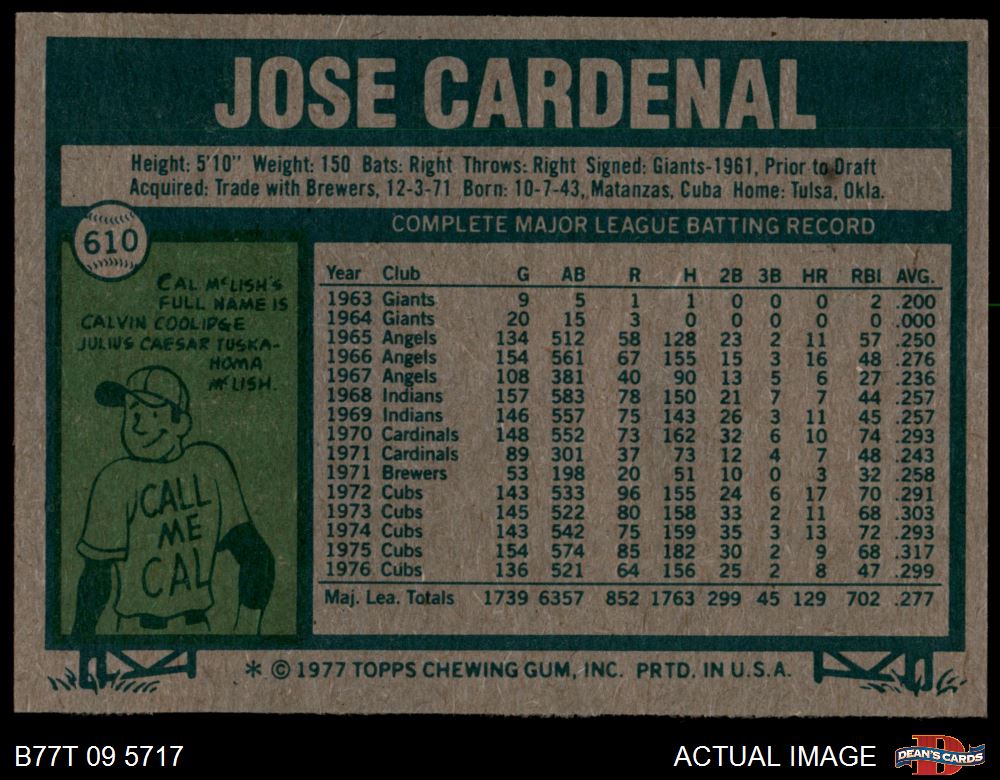 JOSE CARDENAL
Height: 5'10" Weight: 150 Bats: Right Throws: Right Signed: Giants-1961, Prior to Draft
Acquired: Trade with Brewers, 12-3-71 Born: 10-7-43, Matanzas, Cuba Home: Tulsa, Okla.
610
CAL McLISH'S
FULL NAME IS
CALVIN COOLIDGE
JULIUS CAESAR TUSKA-
HOMA
McLISH.
CALL
ME
CAL
COMPLETE MAJOR LEAGUE BATTING RECORD
Year Club G AB R H 2B 3B HR RBI AVG.
1963 Giants 9 5 1 1 0 0 0 2 .200
1964 Giants 20 15 3 0 0 0 0 0 .000
1965 Angels 134 512 58 128 23 2 11 57 .250
1966 Angels 154 561 67 155 15 3 16 48 .276
1967 Angels 108 381 40 90 13 5 6 27 .236
1968 Indians 157 583 78 150 21 7 7 44 .257
1969 Indians 146 557 75 143 26 3 11 45 .257
1970 Cardinals 148 552 73 162 32 6 10 74 .293
1971 Cardinals 89 301 37 73 12 4 7 48 .243
1971 Brewers 53 198 20 51 10 0 3 32 .258
1972 Cubs 143 533 96 155 24 6 17 70 .291
1973 Cubs 145 522 80 158 33 2 11 68 .303
1974 Cubs 143 542 75 159 35 3 13 72 .293
1975 Cubs 154 574 85 182 30 2 9 68 .317
1976 Cubs 136 521 64 156 25 2 8 47 .299
Maj. Lea. Totals 1739 6357 852 1763 299 45 129 702 .277
* © 1977 TOPPS CHEWING GUM, INC. PRTD. IN U.S.A.
B77T 09 5717
ACTUAL IMAGE
D
DEAN'S CARDS